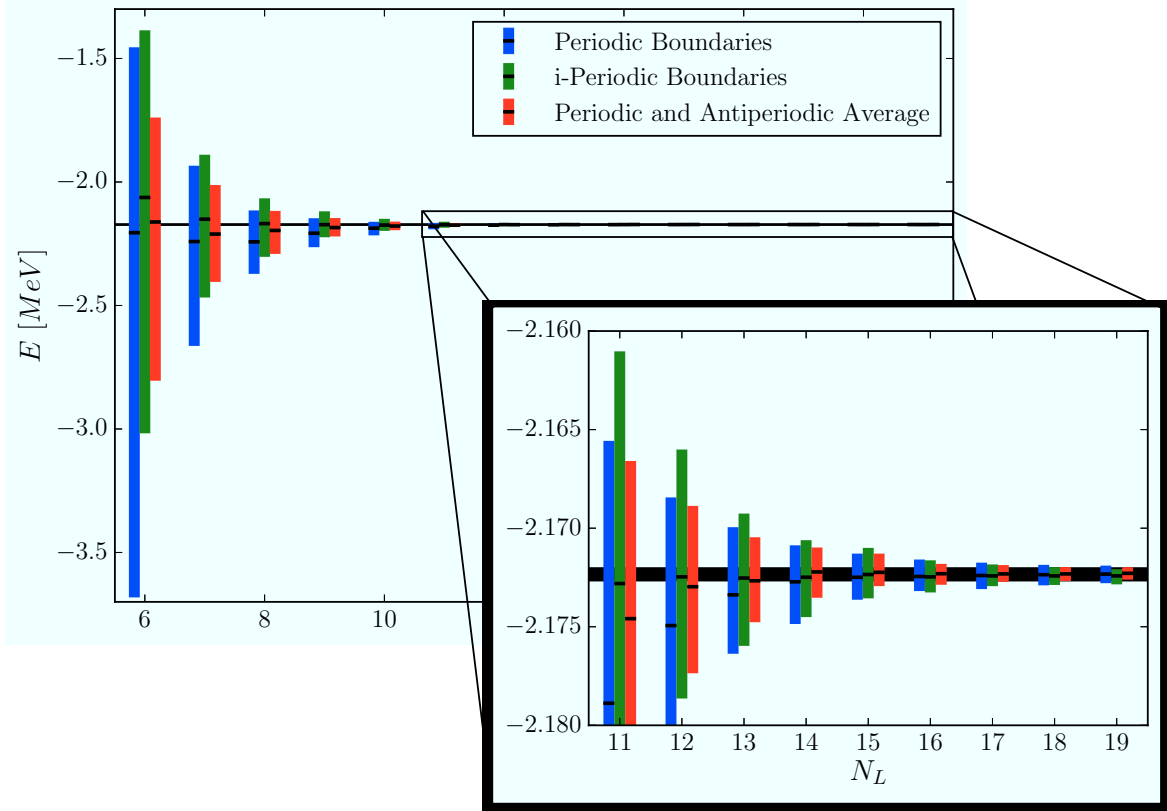 Periodic Boundaries
i-Periodic Boundaries
Periodic and Antiperiodic Average
E [MeV]
−1.5
−2.0
−2.5
−3.0
−3.5
6 8 10
−2.160
−2.165
−2.170
−2.175
−2.180
11 12 13 14 15 16 17 18 19
N_L